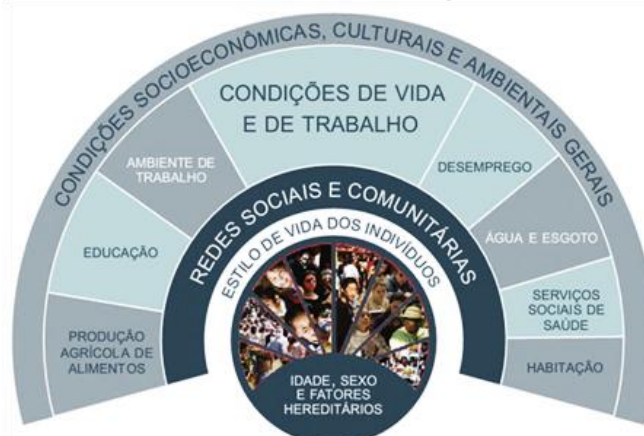 CONDIÇÕES SOCIOECONÔMICAS, CULTURAIS E AMBIENTAIS GERAIS
CONDIÇÕES DE VIDA
E DE TRABALHO
AMBIENTE DE
TRABALHO
DESEMPREGO
EDUCAÇÃO
ÁGUA E ESGOTO
PRODUÇÃO
AGRÍCOLA DE
ALIMENTOS
SERVIÇOS
SOCIAIS DE
SAÚDE
HABITAÇÃO
REDES SOCIAIS E COMUNITÁRIAS
ESTILO DE VIDA DOS INDIVÍDUOS
IDADE, SEXO
E FATORES
HEREDITÁRIOS